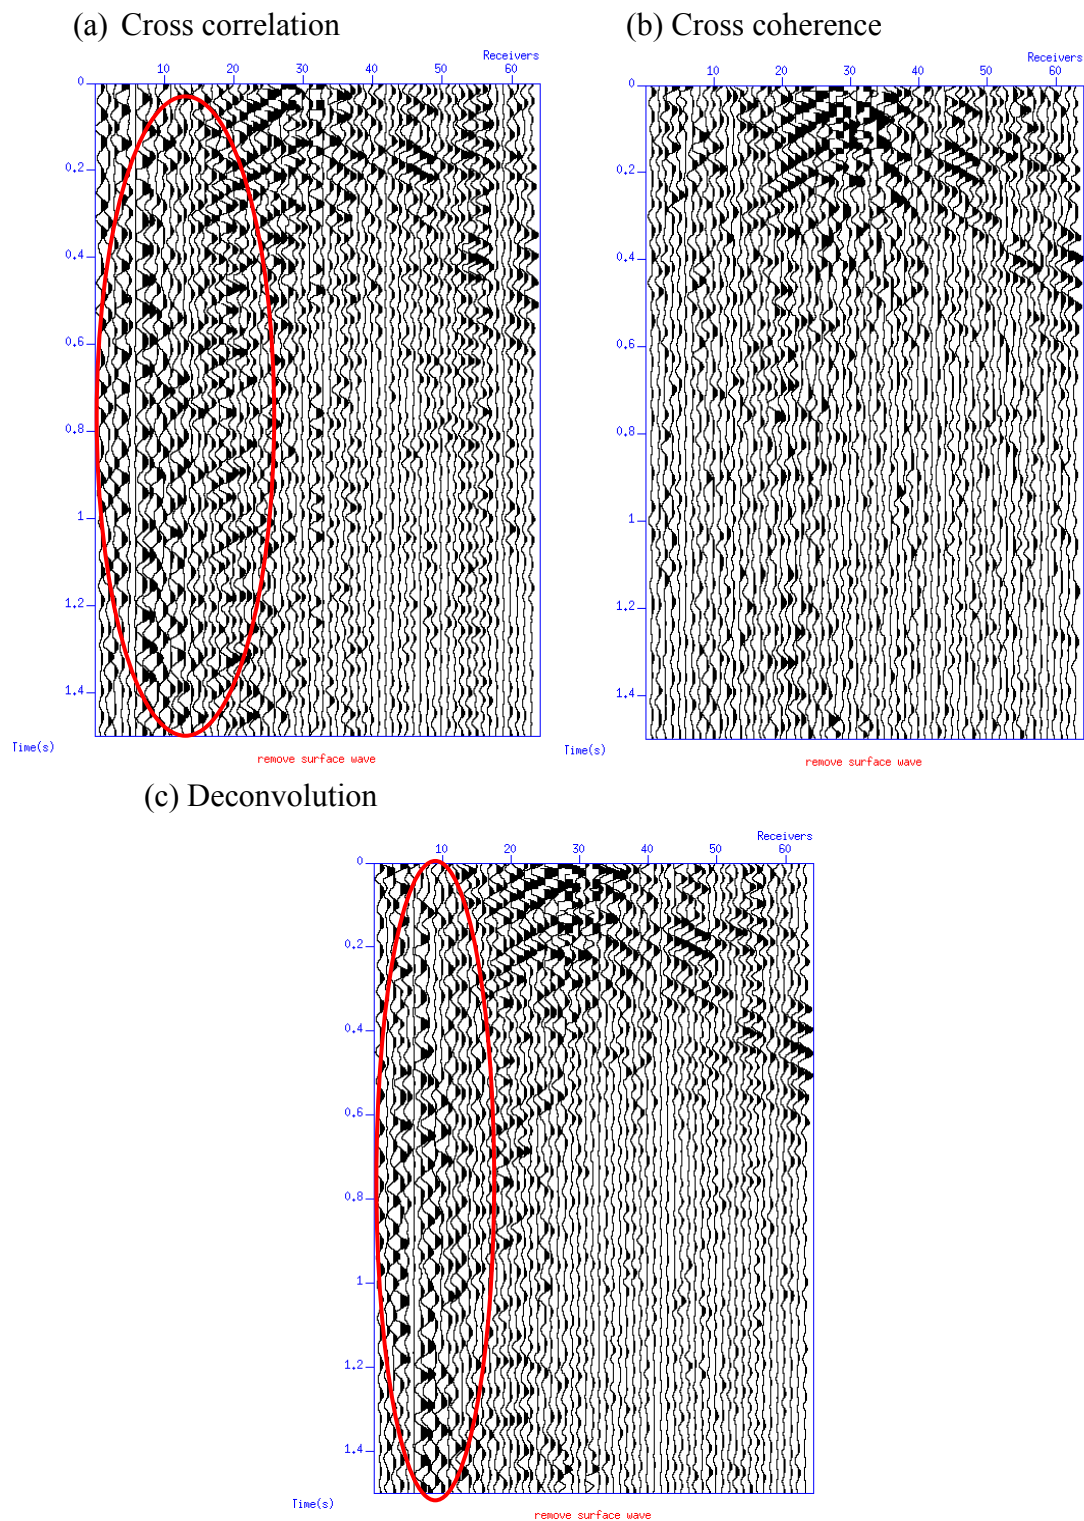 (a) Cross correlation
(b) Cross coherence
Receivers
10 20 30 40 50 60
0
0.2
0.4
0.6
0.8
1
1.2
1.4
Time(s)
remove surface wave
Receivers
10 20 30 40 50 60
0
0.2
0.4
0.6
0.8
1
1.2
1.4
Time(s)
remove surface wave
(c) Deconvolution
Receivers
10 20 30 40 50 60
0
0.2
0.4
0.6
0.8
1
1.2
1.4
Time(s)
remove surface wave